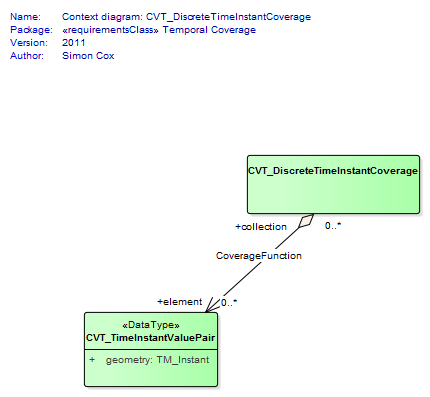 Name: Context diagram: CVT_DiscreteTimeInstantCoverage
Package: «requirementsClass» Temporal Coverage
Version: 2011
Author: Simon Cox
CVT_DiscreteTimeInstantCoverage
+collection 0..*
CoverageFunction
+element 0..*
«DataType»
CVT_TimeInstantValuePair
+ geometry: TM_Instant